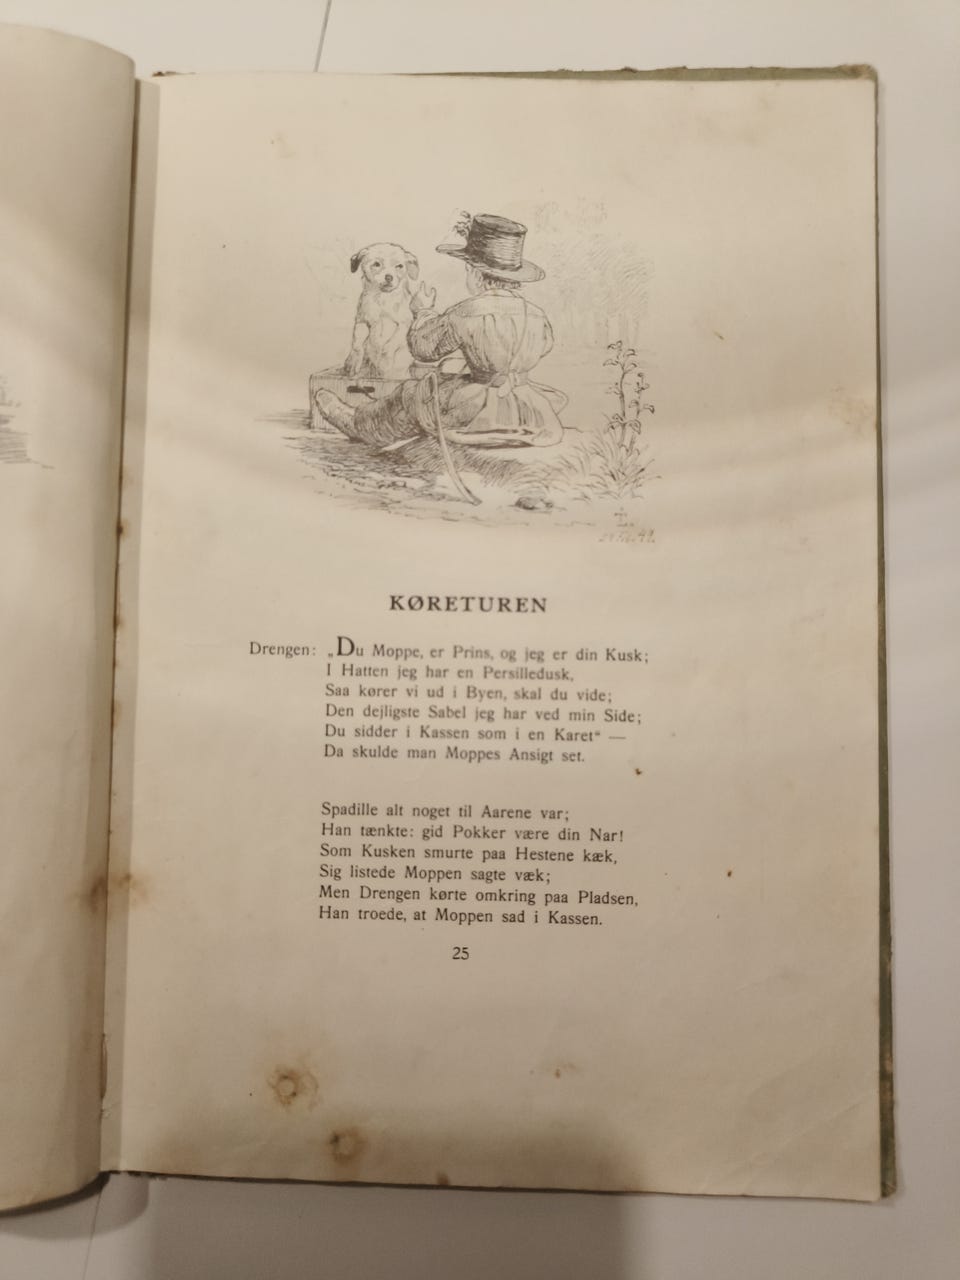 KØRETUREN
Drengen: „Du Moppe, er Prins, og jeg er din Kusk;
I Hatten jeg har en Persilledusk,
Saa kører vi ud i Byen, skal du vide;
Den dejligste Sabel jeg har ved min Side;
Du sidder i Kassen som i en Karet“ —
Da skulde man Moppes Ansigt set.
Spadille alt noget til Aarene var;
Han tænkte: gid Pokker være din Nar!
Som Kusken smurte paa Hestene kæk,
Sig listede Moppen sagte væk;
Men Drengen kørte omkring paa Pladsen,
Han troede, at Moppen sad i Kassen.
25